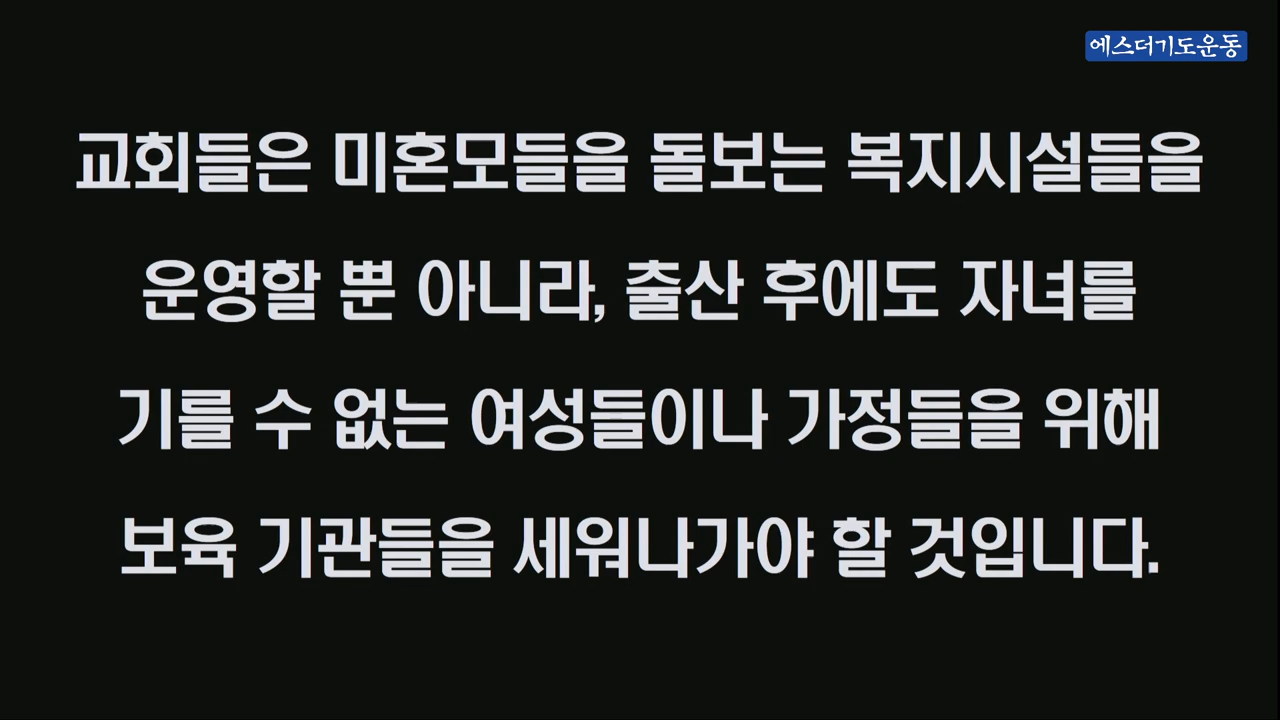 에스더기도운동
교회들은 미혼모들을 돌보는 복지시설들을
운영할 뿐 아니라, 출산 후에도 자녀를
기를 수 없는 여성들이나 가정들을 위해
보육 기관들을 세워나가야 할 것입니다.